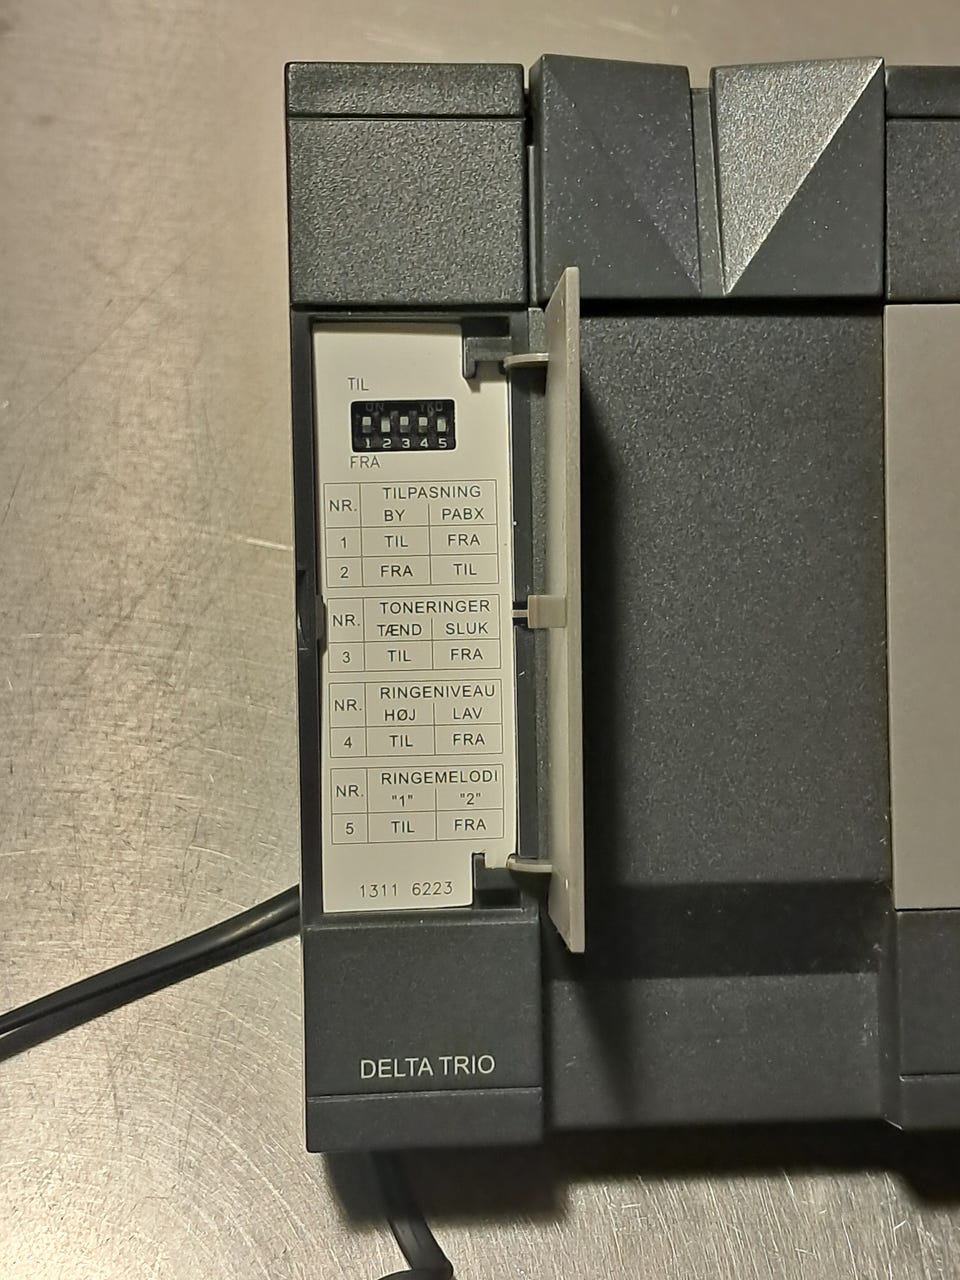 TIL
ON YKD
1 2 3 4 5
FRA
NR. TILPASNING
BY PABX
1 TIL FRA
2 FRA TIL
NR. TONERINGER
TÆND SLUK
3 TIL FRA
NR. RINGENIVEAU
HØJ LAV
4 TIL FRA
NR. RINGEMELODI
"1" "2"
5 TIL FRA
1311 6223
DELTA TRIO